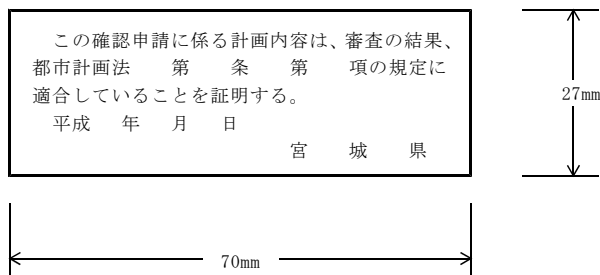 この確認申請に係る計画内容は、審査の結果、
都市計画法　　第　　条　　第　　項の規定に
適合していることを証明する。
平成　　年　　月　　日
宮　　城　　県
27mm
70mm